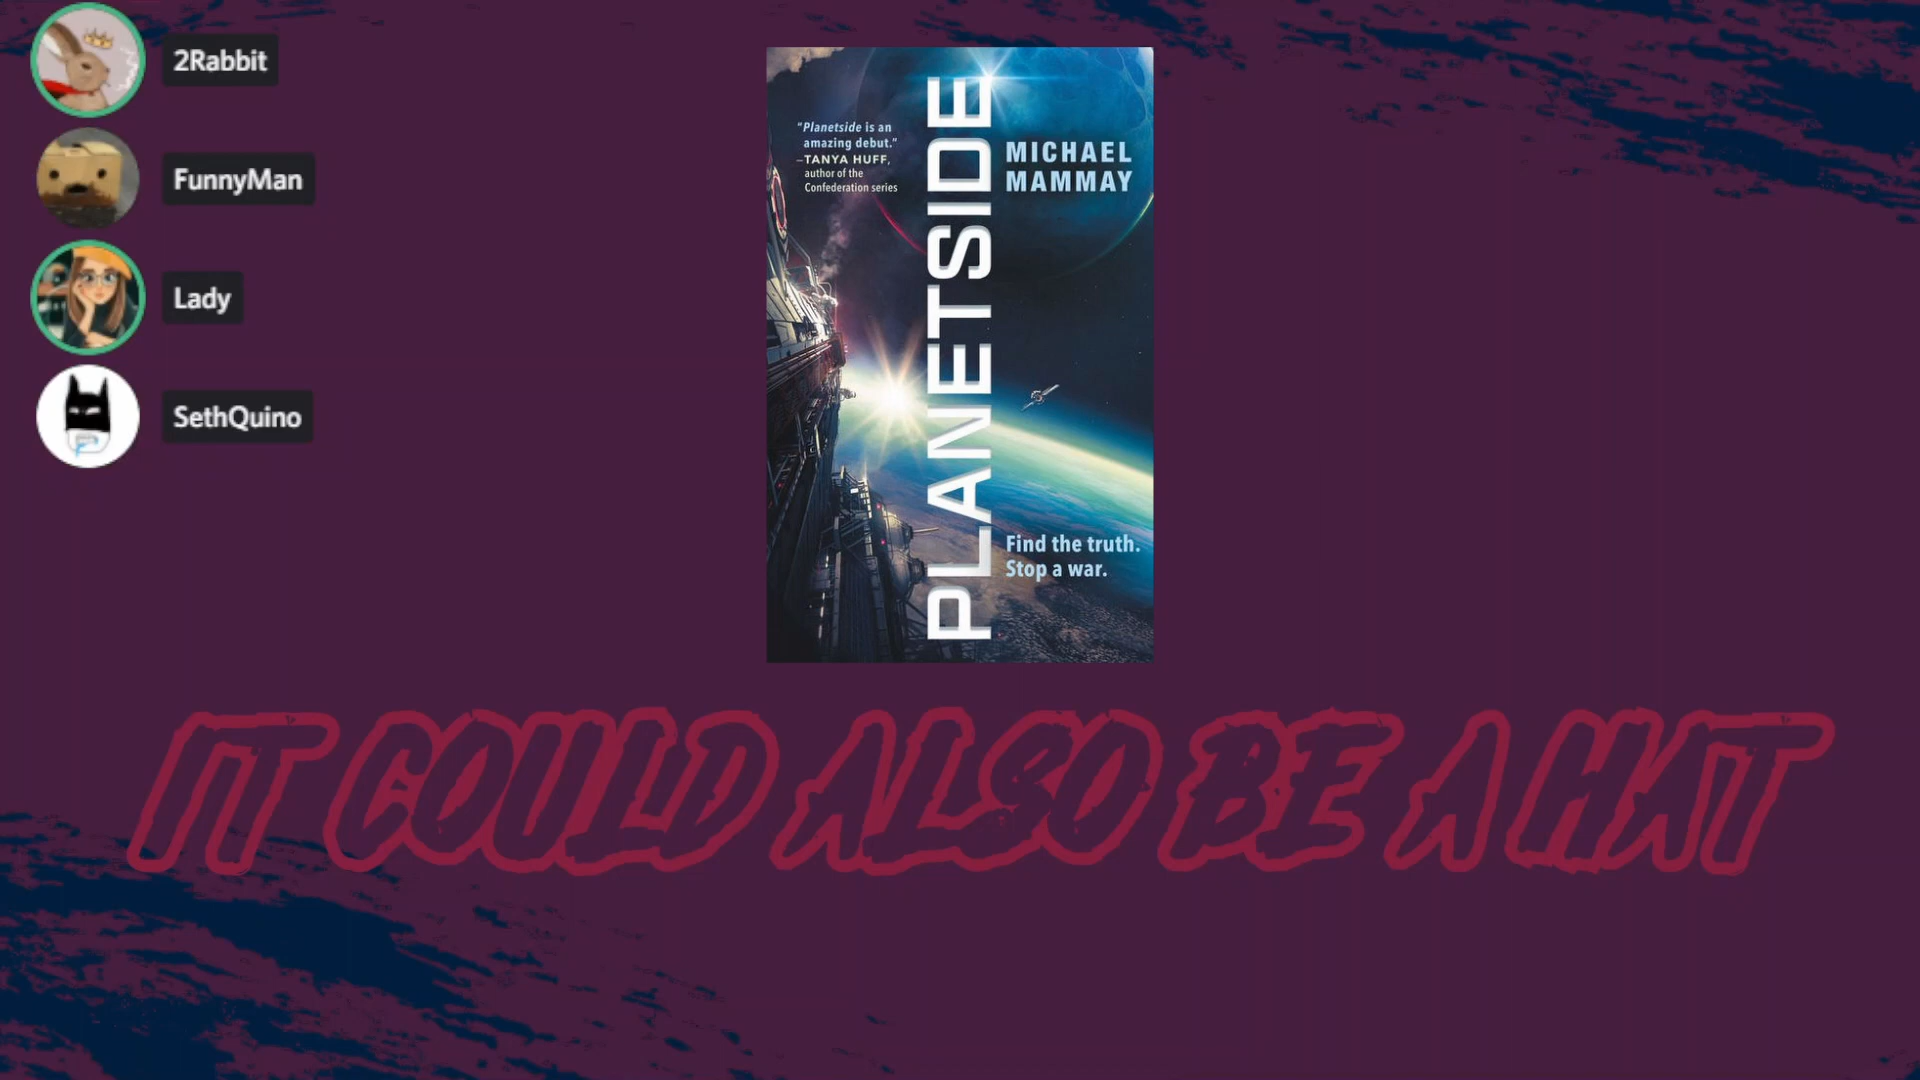 2Rabbit
FunnyMan
Lady
SethQuino
"Planetside is an
amazing debut."
—TANYA HUFF,
author of the
Confederation series
PLANETSIDE
MICHAEL
MAMMAY
Find the truth.
Stop a war.
IT COULD ALSO BE A HAT